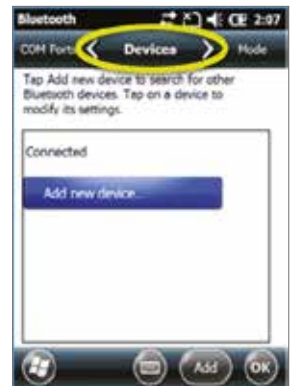 Bluetooth 2:07
COM Ports Devices Mode
Tap Add new device to search for other
Bluetooth devices. Tap on a device to
modify its settings.
Connected
Add new device...
Add OK